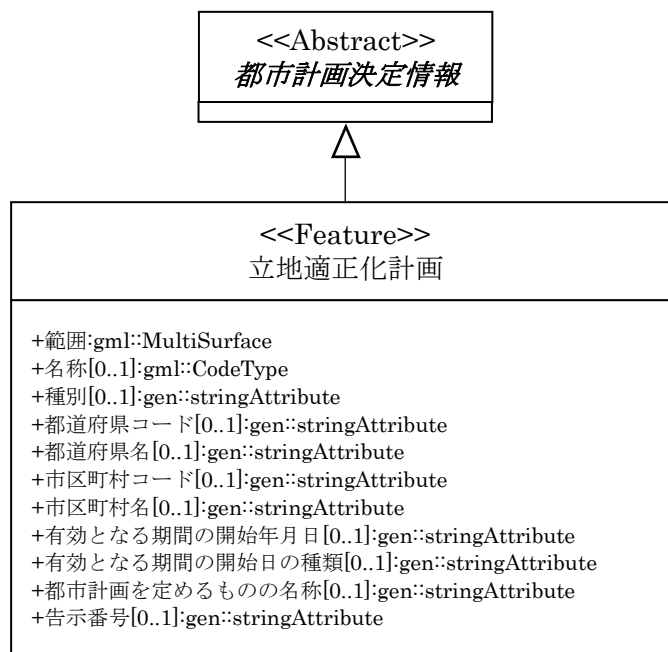 <<Abstract>>
都市計画決定情報
<<Feature>>
立地適正化計画
+範囲:gml::MultiSurface
+名称[0..1]:gml::CodeType
+種別[0..1]:gen::stringAttribute
+都道府県コード[0..1]:gen::stringAttribute
+都道府県名[0..1]:gen::stringAttribute
+市区町村コード[0..1]:gen::stringAttribute
+市区町村名[0..1]:gen::stringAttribute
+有効となる期間の開始年月日[0..1]:gen::stringAttribute
+有効となる期間の開始日の種類[0..1]:gen::stringAttribute
+都市計画を定めるものの名称[0..1]:gen::stringAttribute
+告示番号[0..1]:gen::stringAttribute